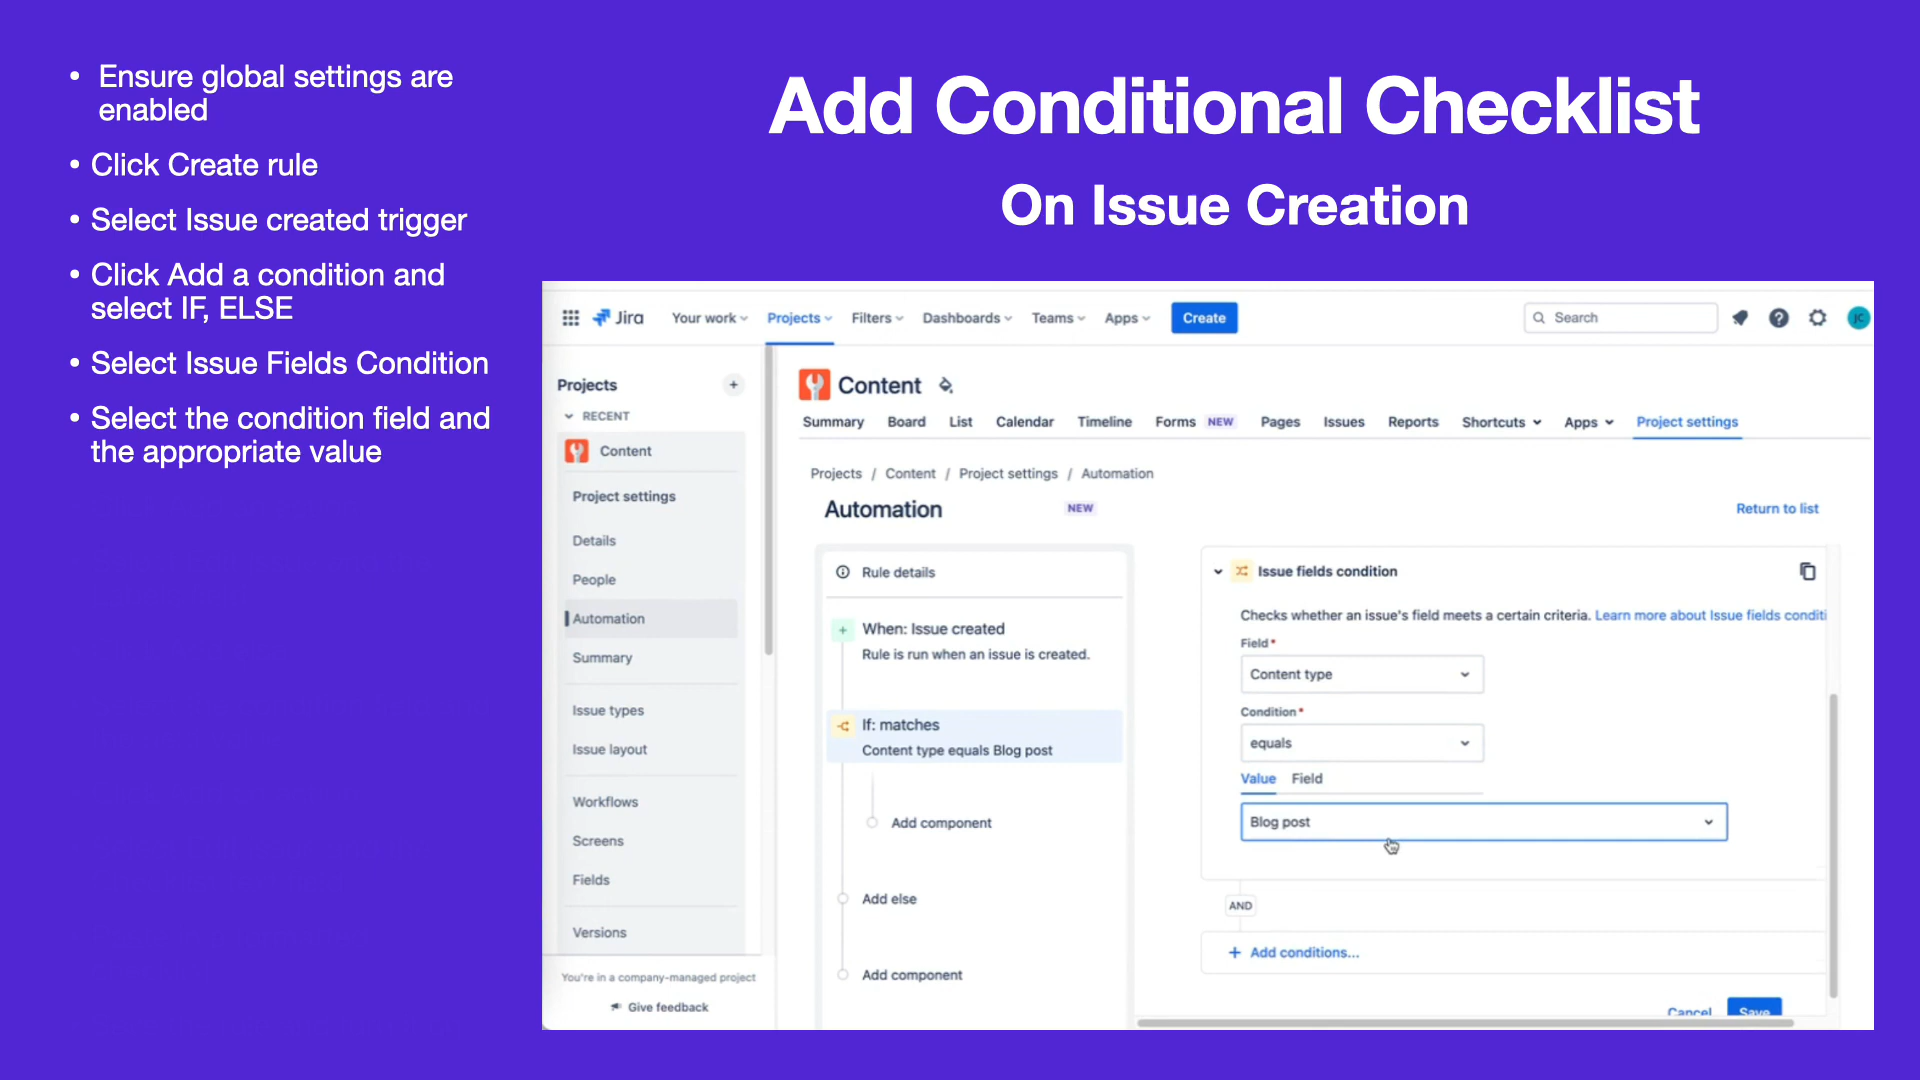 • Ensure global settings are
enabled
• Click Create rule
• Select Issue created trigger
• Click Add a condition and
select IF, ELSE
• Select Issue Fields Condition
• Select the condition field and
the appropriate value
Add Conditional Checklist
On Issue Creation
Jira Your work Projects Filters Dashboards Teams Apps Create Search JC
Projects +
RECENT
Content
Project settings
Details
People
Automation
Summary
Issue types
Issue layout
Workflows
Screens
Fields
Versions
You're in a company-managed project
Give feedback
Content
Summary Board List Calendar Timeline Forms NEW Pages Issues Reports Shortcuts Apps Project settings
Projects / Content / Project settings / Automation
Automation NEW Return to list
Rule details
When: Issue created
Rule is run when an issue is created.
If: matches
Content type equals Blog post
Add component
Add else
Add component
Issue fields condition
Checks whether an issue's field meets a certain criteria. Learn more about Issue fields conditi
Field *
Content type
Condition *
equals
Value Field
Blog post
AND
+ Add conditions...
Cancel Save